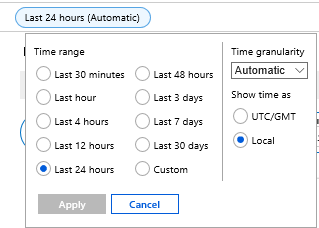 Last 24 hours (Automatic)
Time range
Last 30 minutes
Last hour
Last 4 hours
Last 12 hours
Last 24 hours
Last 48 hours
Last 3 days
Last 7 days
Last 30 days
Custom
Time granularity
Automatic
Show time as
UTC/GMT
Local
Apply
Cancel